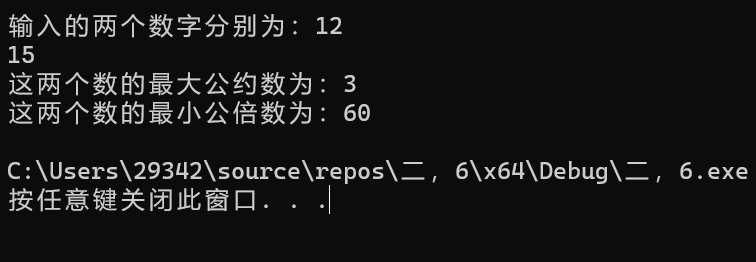 输入的两个数字分别为：12
15
这两个数的最大公约数为：3
这两个数的最小公倍数为：60
C:\Users\29342\source\repos\二，6\x64\Debug\二，6.exe
按任意键关闭此窗口. . .